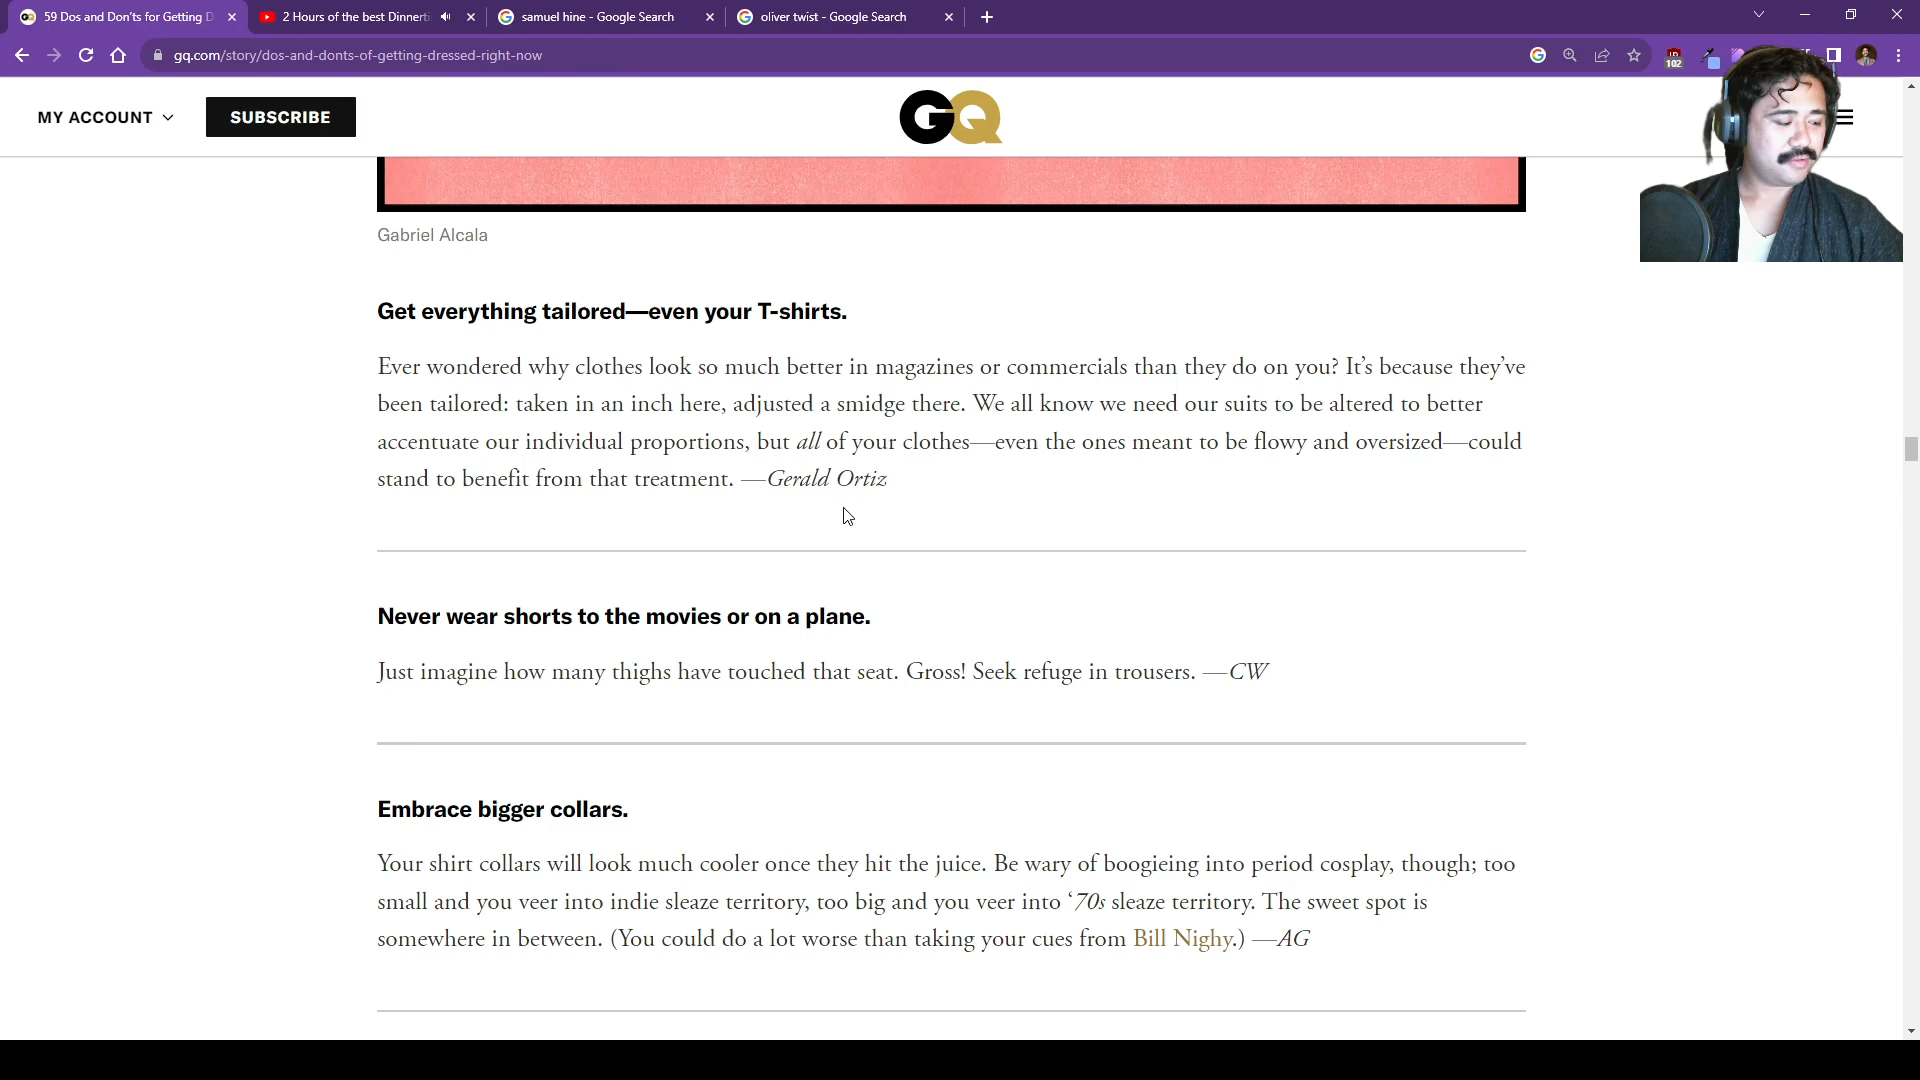 59 Dos and Don'ts for Getting D
2 Hours of the best Dinnerti
samuel hine - Google Search
oliver twist - Google Search
gq.com/story/dos-and-donts-of-getting-dressed-right-now
102
MY ACCOUNT
SUBSCRIBE
GQ
Gabriel Alcala
Get everything tailored—even your T-shirts.
Ever wondered why clothes look so much better in magazines or commercials than they do on you? It's because they've
been tailored: taken in an inch here, adjusted a smidge there. We all know we need our suits to be altered to better
accentuate our individual proportions, but all of your clothes—even the ones meant to be flowy and oversized—could
stand to benefit from that treatment. —Gerald Ortiz
Never wear shorts to the movies or on a plane.
Just imagine how many thighs have touched that seat. Gross! Seek refuge in trousers. —CW
Embrace bigger collars.
Your shirt collars will look much cooler once they hit the juice. Be wary of boogieing into period cosplay, though; too
small and you veer into indie sleaze territory, too big and you veer into ‘70s sleaze territory. The sweet spot is
somewhere in between. (You could do a lot worse than taking your cues from Bill Nighy.) —AG